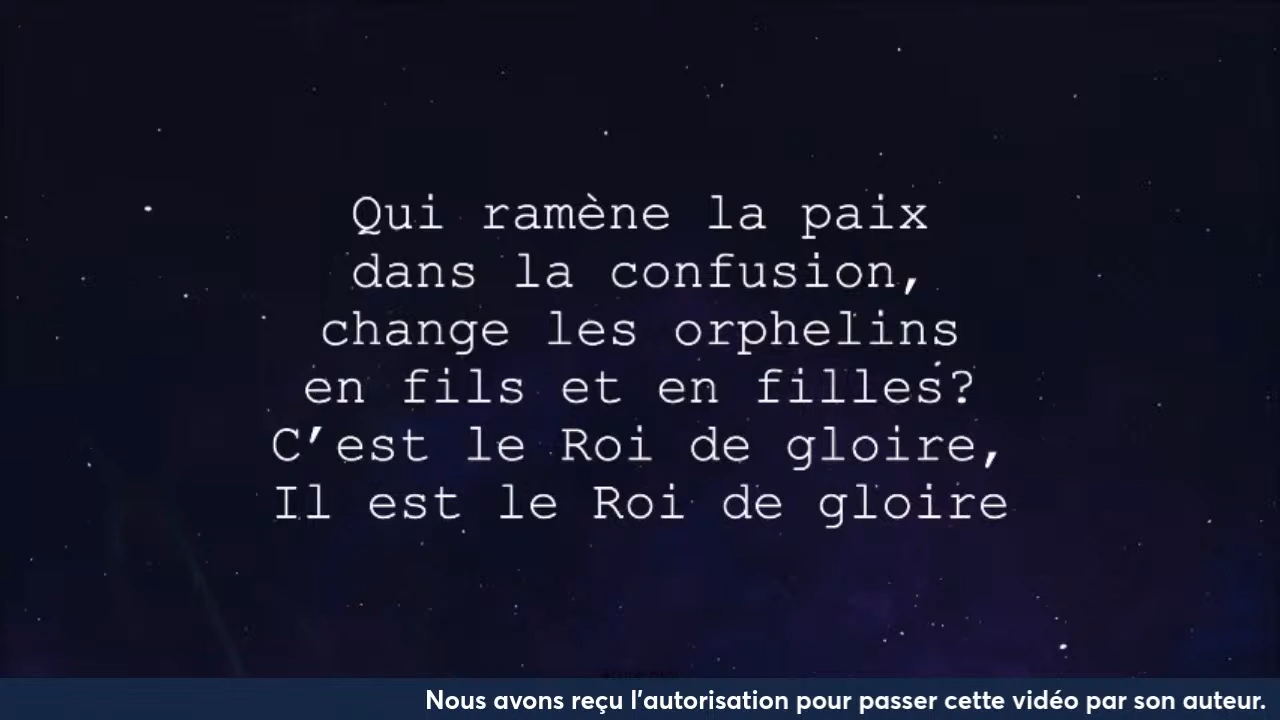 Qui ramène la paix
dans la confusion,
change les orphelins
en fils et en filles?
C’est le Roi de gloire,
Il est le Roi de gloire
Nous avons reçu l'autorisation pour passer cette vidéo par son auteur.